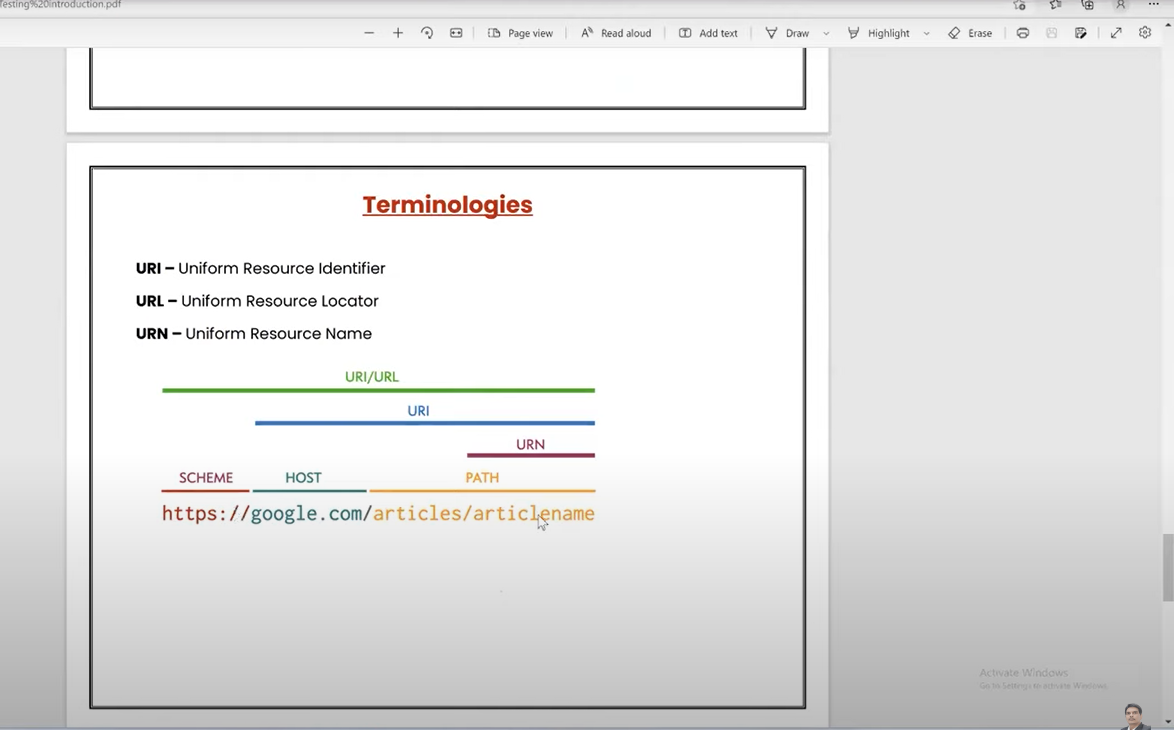 Testing%20introduction.pdf
Page view
Read aloud
Add text
Draw
Highlight
Erase
Terminologies
URI – Uniform Resource Identifier
URL – Uniform Resource Locator
URN – Uniform Resource Name
URI/URL
URI
URN
SCHEME HOST PATH
https://google.com/articles/articlename
Activate Windows
Go to Settings to activate Windows.